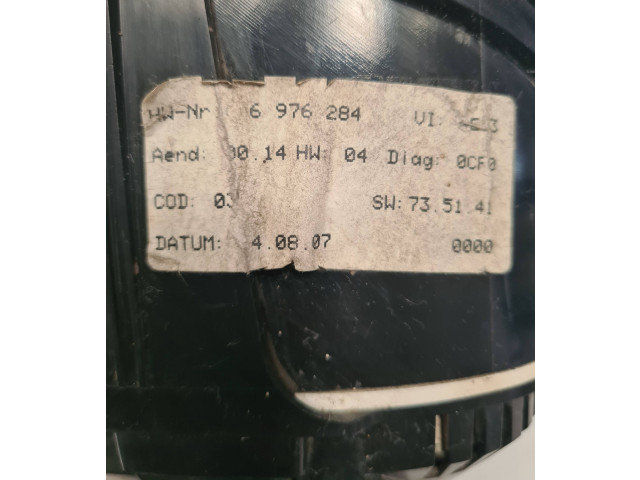 HW-Nr 6 976 284 VI:
Aend: 00.14 HW: 04 Diag: 0CF0
COD: 03 SW: 73.51.41
DATUM: 4.08.07 0000